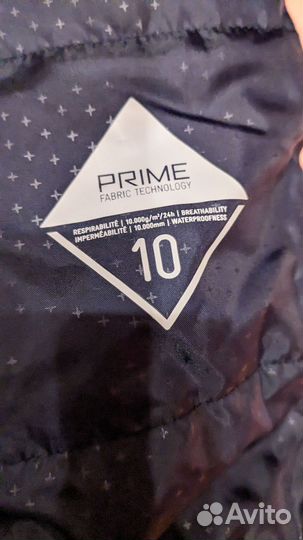 PRIME
FABRIC TECHNOLOGY
RESPIRABILITÉ | 10.000g/m²/24h | BREATHABILITY
IMPERMÉABILITÉ | 10.000mm | WATERPROOFNESS
10
Avito